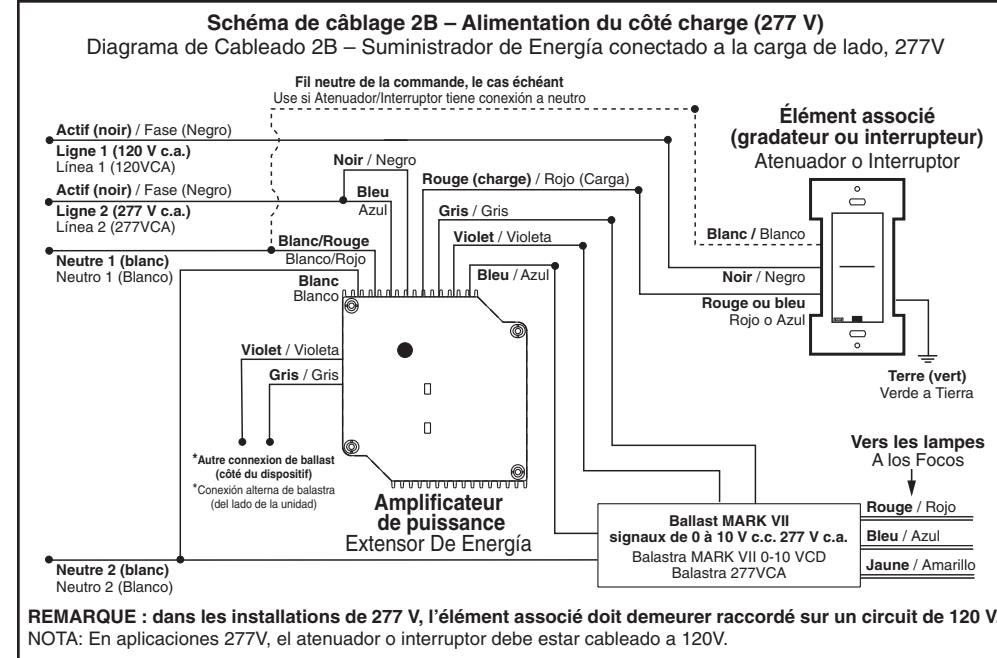 Schéma de câblage 2B – Alimentation du côté charge (277 V)
Diagrama de Cableado 2B – Suministrador de Energía conectado a la carga de lado, 277V
Fil neutre de la commande, le cas échéant
Use si Atenuador/Interruptor tiene conexión a neutro
Élément associé
(gradateur ou interrupteur)
Atenuador o Interruptor
Actif (noir) / Fase (Negro)
Ligne 1 (120 V c.a.)
Línea 1 (120VCA)
Noir / Negro
Rouge (charge) / Rojo (Carga)
Actif (noir) / Fase (Negro)
Ligne 2 (277 V c.a.)
Línea 2 (277VCA)
Bleu
Azul
Gris / Gris
Violet / Violeta
Blanc / Blanco
Blanc/Rouge
Blanco/Rojo
Neutre 1 (blanc)
Neutro 1 (Blanco)
Blanc
Blanco
Bleu / Azul
Noir / Negro
Rouge ou bleu
Rojo o Azul
Violet / Violeta
Gris / Gris
Terre (vert)
Verde a Tierra
*Autre connexion de ballast
(côté du dispositif)
*Conexión alterna de balastra
(del lado de la unidad)
Amplificateur
de puissance
Extensor De Energía
Vers les lampes
A los Focos
Ballast MARK VII
signaux de 0 à 10 V c.c. 277 V c.a.
Balastra MARK VII 0-10 VCD
Balastra 277VCA
Rouge / Rojo
Bleu / Azul
Jaune / Amarillo
Neutre 2 (blanc)
Neutro 2 (Blanco)
REMARQUE : dans les installations de 277 V, l'élément associé doit demeurer raccordé sur un circuit de 120 V.
NOTA: En aplicaciones 277V, el atenuador o interruptor debe estar cableado a 120V.